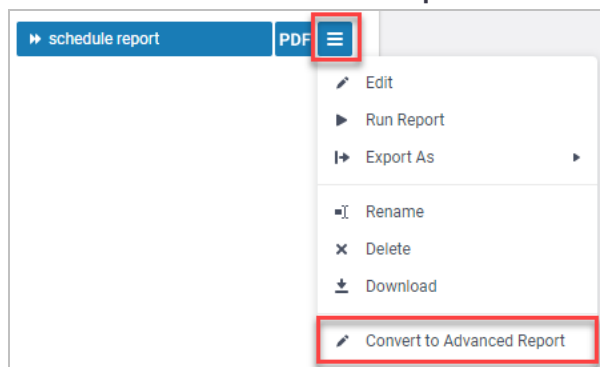 schedule report PDF
Edit
Run Report
Export As
Rename
Delete
Download
Convert to Advanced Report